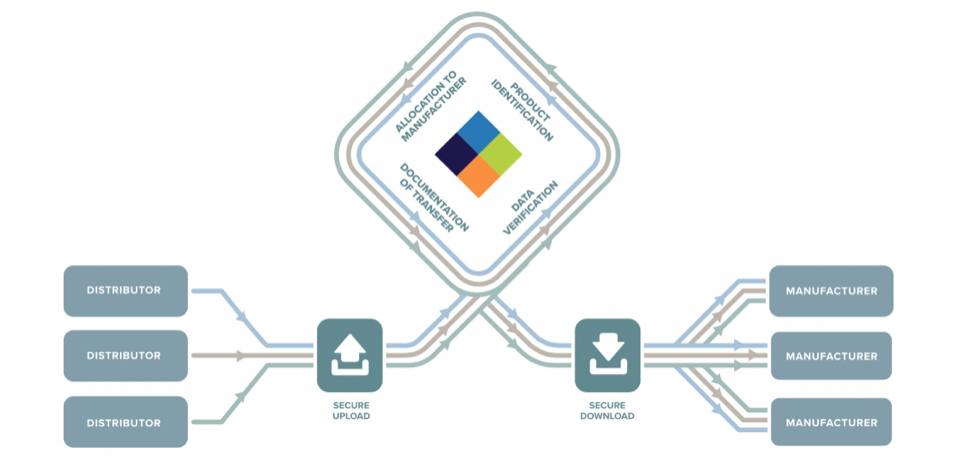 ALLOCATION TO
MANUFACTURER
PRODUCT
IDENTIFICATION
DOCUMENTATION
OF TRANSFER
DATA
VERIFICATION
DISTRIBUTOR
DISTRIBUTOR
DISTRIBUTOR
SECURE
UPLOAD
SECURE
DOWNLOAD
MANUFACTURER
MANUFACTURER
MANUFACTURER